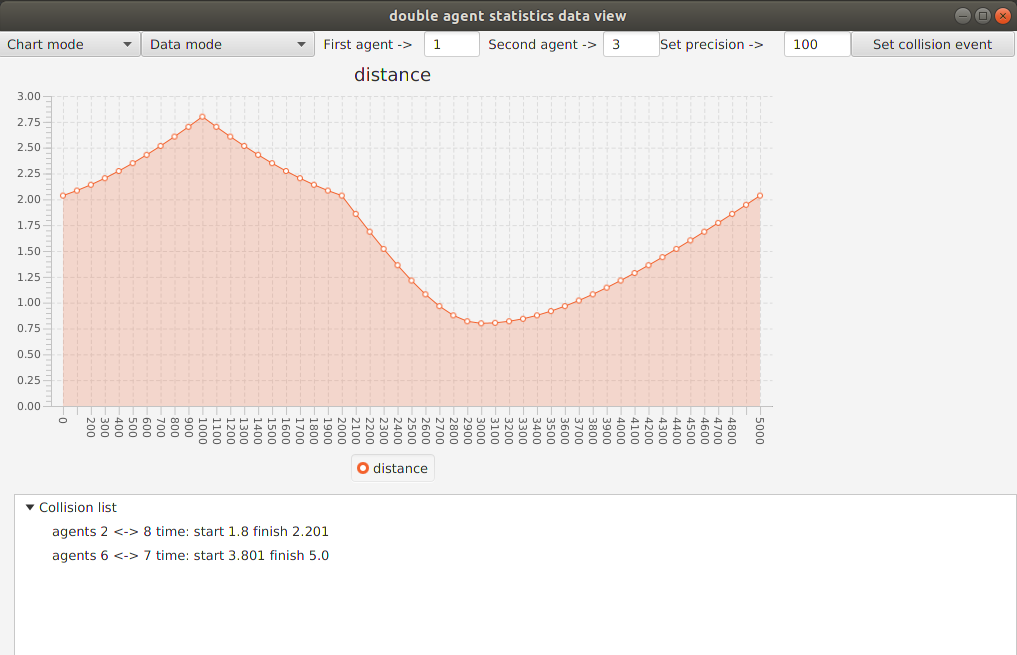 double agent statistics data view
Chart mode Data mode First agent -> 1 Second agent -> 3 Set precision -> 100 Set collision event
distance
3.00
2.75
2.50
2.25
2.00
1.75
1.50
1.25
1.00
0.75
0.50
0.25
0.00
0 200 300 400 500 600 700 800 900 1000 1100 1200 1300 1400 1500 1600 1700 1800 1900 2000 2100 2200 2300 2400 2500 2600 2700 2800 2900 3000 3100 3200 3300 3400 3500 3600 3700 3800 3900 4000 4100 4200 4300 4400 4500 4600 4700 4800 5000
distance
Collision list
agents 2 <-> 8 time: start 1.8 finish 2.201
agents 6 <-> 7 time: start 3.801 finish 5.0